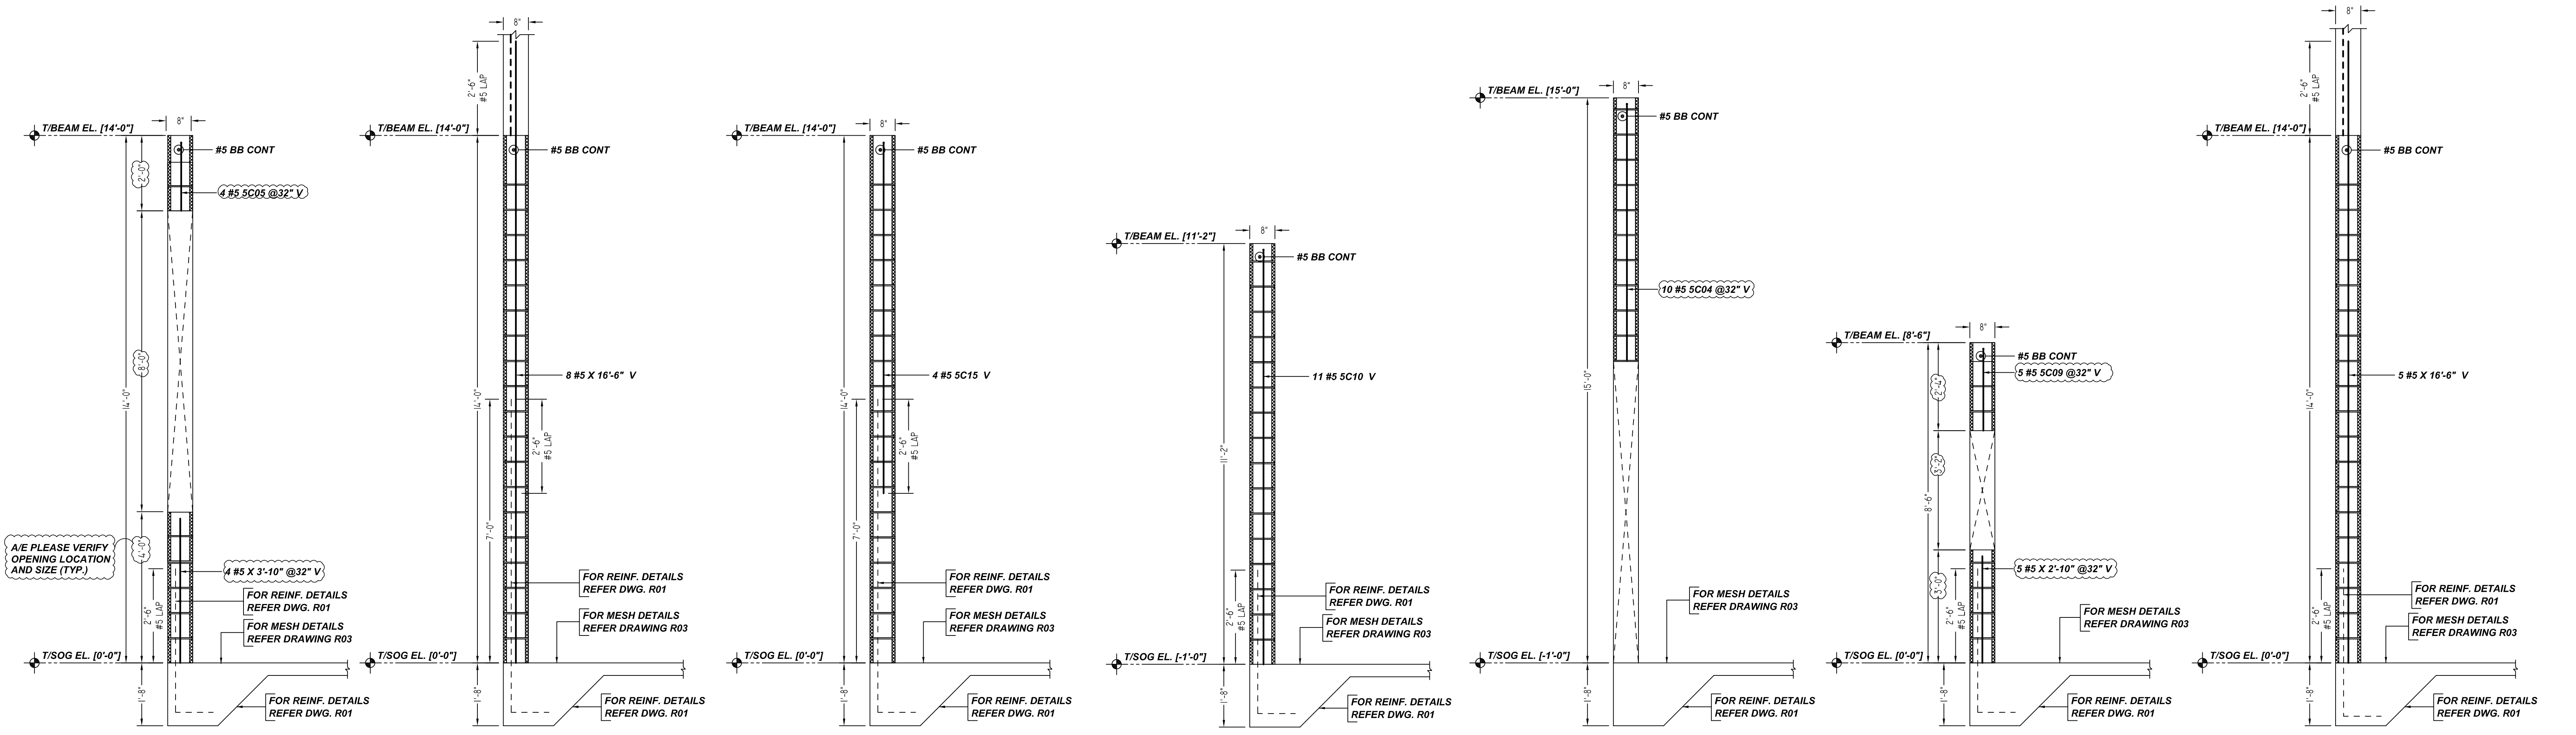 8"
T/BEAM EL. [14'-0"]
#5 BB CONT
2'-0"
4 #5 5C05 @32" V
14'-0"
8'-0"
A/E PLEASE VERIFY
OPENING LOCATION
AND SIZE (TYP.)
4'-0"
4 #5 X 3'-10" @32" V
2'-6"
#5 LAP
FOR REINF. DETAILS
REFER DWG. R01
FOR MESH DETAILS
REFER DRAWING R03
T/SOG EL. [0'-0"]
1'-8"
FOR REINF. DETAILS
REFER DWG. R01
8"
2'-6"
#5 LAP
T/BEAM EL. [14'-0"]
#5 BB CONT
14'-0"
8 #5 X 16'-6" V
2'-6"
#5 LAP
7'-0"
FOR REINF. DETAILS
REFER DWG. R01
FOR MESH DETAILS
REFER DRAWING R03
T/SOG EL. [0'-0"]
1'-8"
FOR REINF. DETAILS
REFER DWG. R01
8"
T/BEAM EL. [14'-0"]
#5 BB CONT
14'-0"
4 #5 5C15 V
2'-6"
#5 LAP
7'-0"
FOR REINF. DETAILS
REFER DWG. R01
FOR MESH DETAILS
REFER DRAWING R03
T/SOG EL. [0'-0"]
1'-8"
FOR REINF. DETAILS
REFER DWG. R01
8"
T/BEAM EL. [11'-2"]
#5 BB CONT
11 #5 5C10 V
11'-2"
2'-6"
#5 LAP
FOR REINF. DETAILS
REFER DWG. R01
FOR MESH DETAILS
REFER DRAWING R03
T/SOG EL. [-1'-0"]
1'-8"
FOR REINF. DETAILS
REFER DWG. R01
8"
T/BEAM EL. [15'-0"]
#5 BB CONT
10 #5 5C04 @32" V
15'-0"
FOR MESH DETAILS
REFER DRAWING R03
T/SOG EL. [-1'-0"]
1'-8"
FOR REINF. DETAILS
REFER DWG. R01
8"
T/BEAM EL. [8'-6"]
#5 BB CONT
5 #5 5C09 @32" V
2'-4"
3'-2"
8'-6"
3'-0"
5 #5 X 2'-10" @32" V
2'-6"
#5 LAP
FOR MESH DETAILS
REFER DRAWING R03
T/SOG EL. [0'-0"]
1'-8"
FOR REINF. DETAILS
REFER DWG. R01
8"
2'-6"
#5 LAP
T/BEAM EL. [14'-0"]
#5 BB CONT
5 #5 X 16'-6" V
14'-0"
2'-6"
#5 LAP
FOR REINF. DETAILS
REFER DWG. R01
FOR MESH DETAILS
REFER DRAWING R03
T/SOG EL. [0'-0"]
1'-8"
FOR REINF. DETAILS
REFER DWG. R01